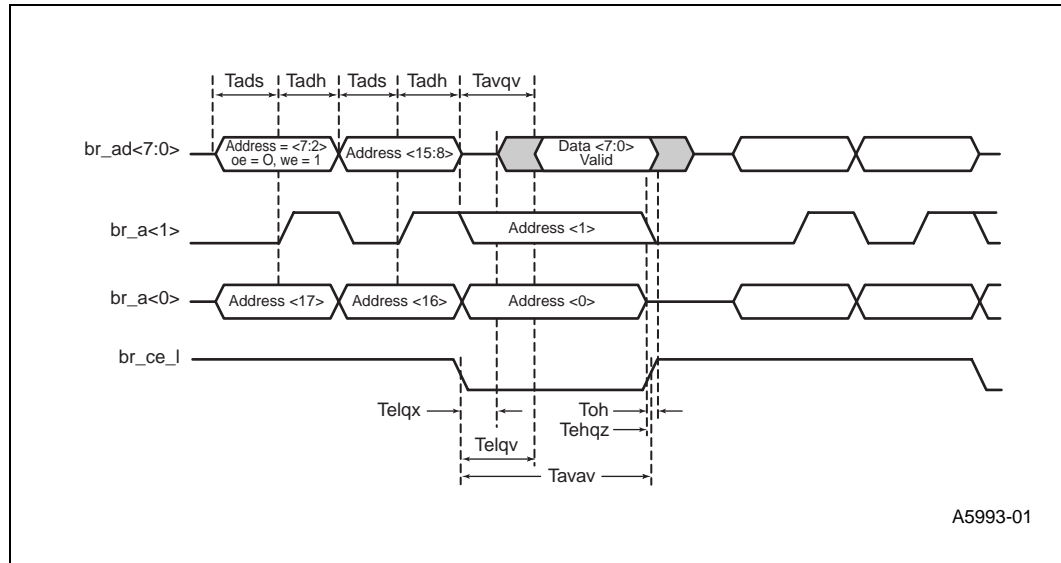 Tads Tadh Tads Tadh Tavqv
br_ad<7:0>
Address = <7:2>
oe = O, we = 1
Address <15:8>
Data <7:0>
Valid
br_a<1>
Address <1>
br_a<0>
Address <17>
Address <16>
Address <0>
br_ce_l
Telqx
Toh
Tehqz
Telqv
Tavav
A5993-01